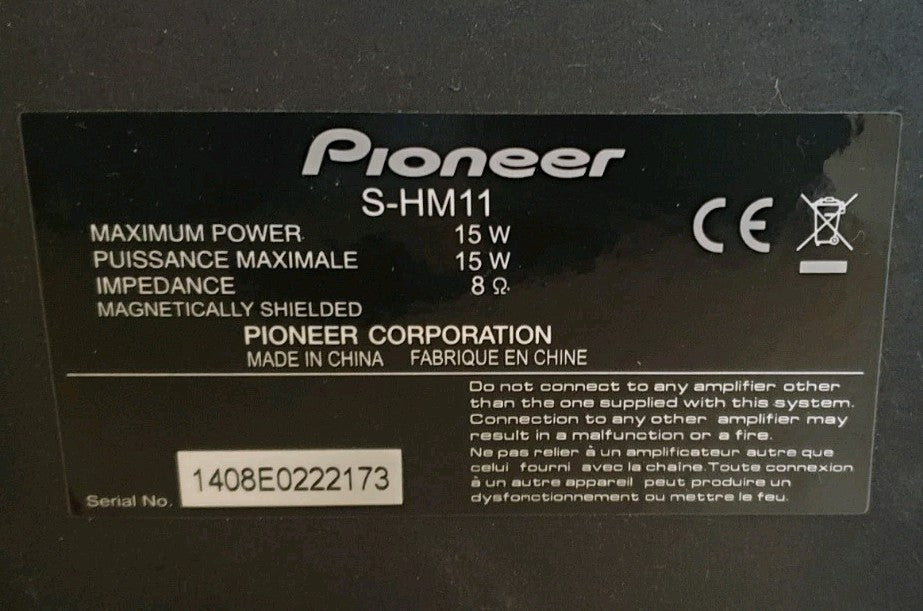 Pioneer
S-HM11
MAXIMUM POWER 15 W
PUISSANCE MAXIMALE 15 W
IMPEDANCE 8 Ω
MAGNETICALLY SHIELDED
PIONEER CORPORATION
MADE IN CHINA FABRIQUE EN CHINE
CE
Do not connect to any amplifier other
than the one supplied with this system.
Connection to any other amplifier may
result in a malfunction or a fire.
Ne pas relier à un amplificateur autre que
celui fourni avec la chaîne.Toute connexion
à un autre appareil peut produire un
dysfonctionnement ou mettre le feu.
Serial No. 1408E0222173